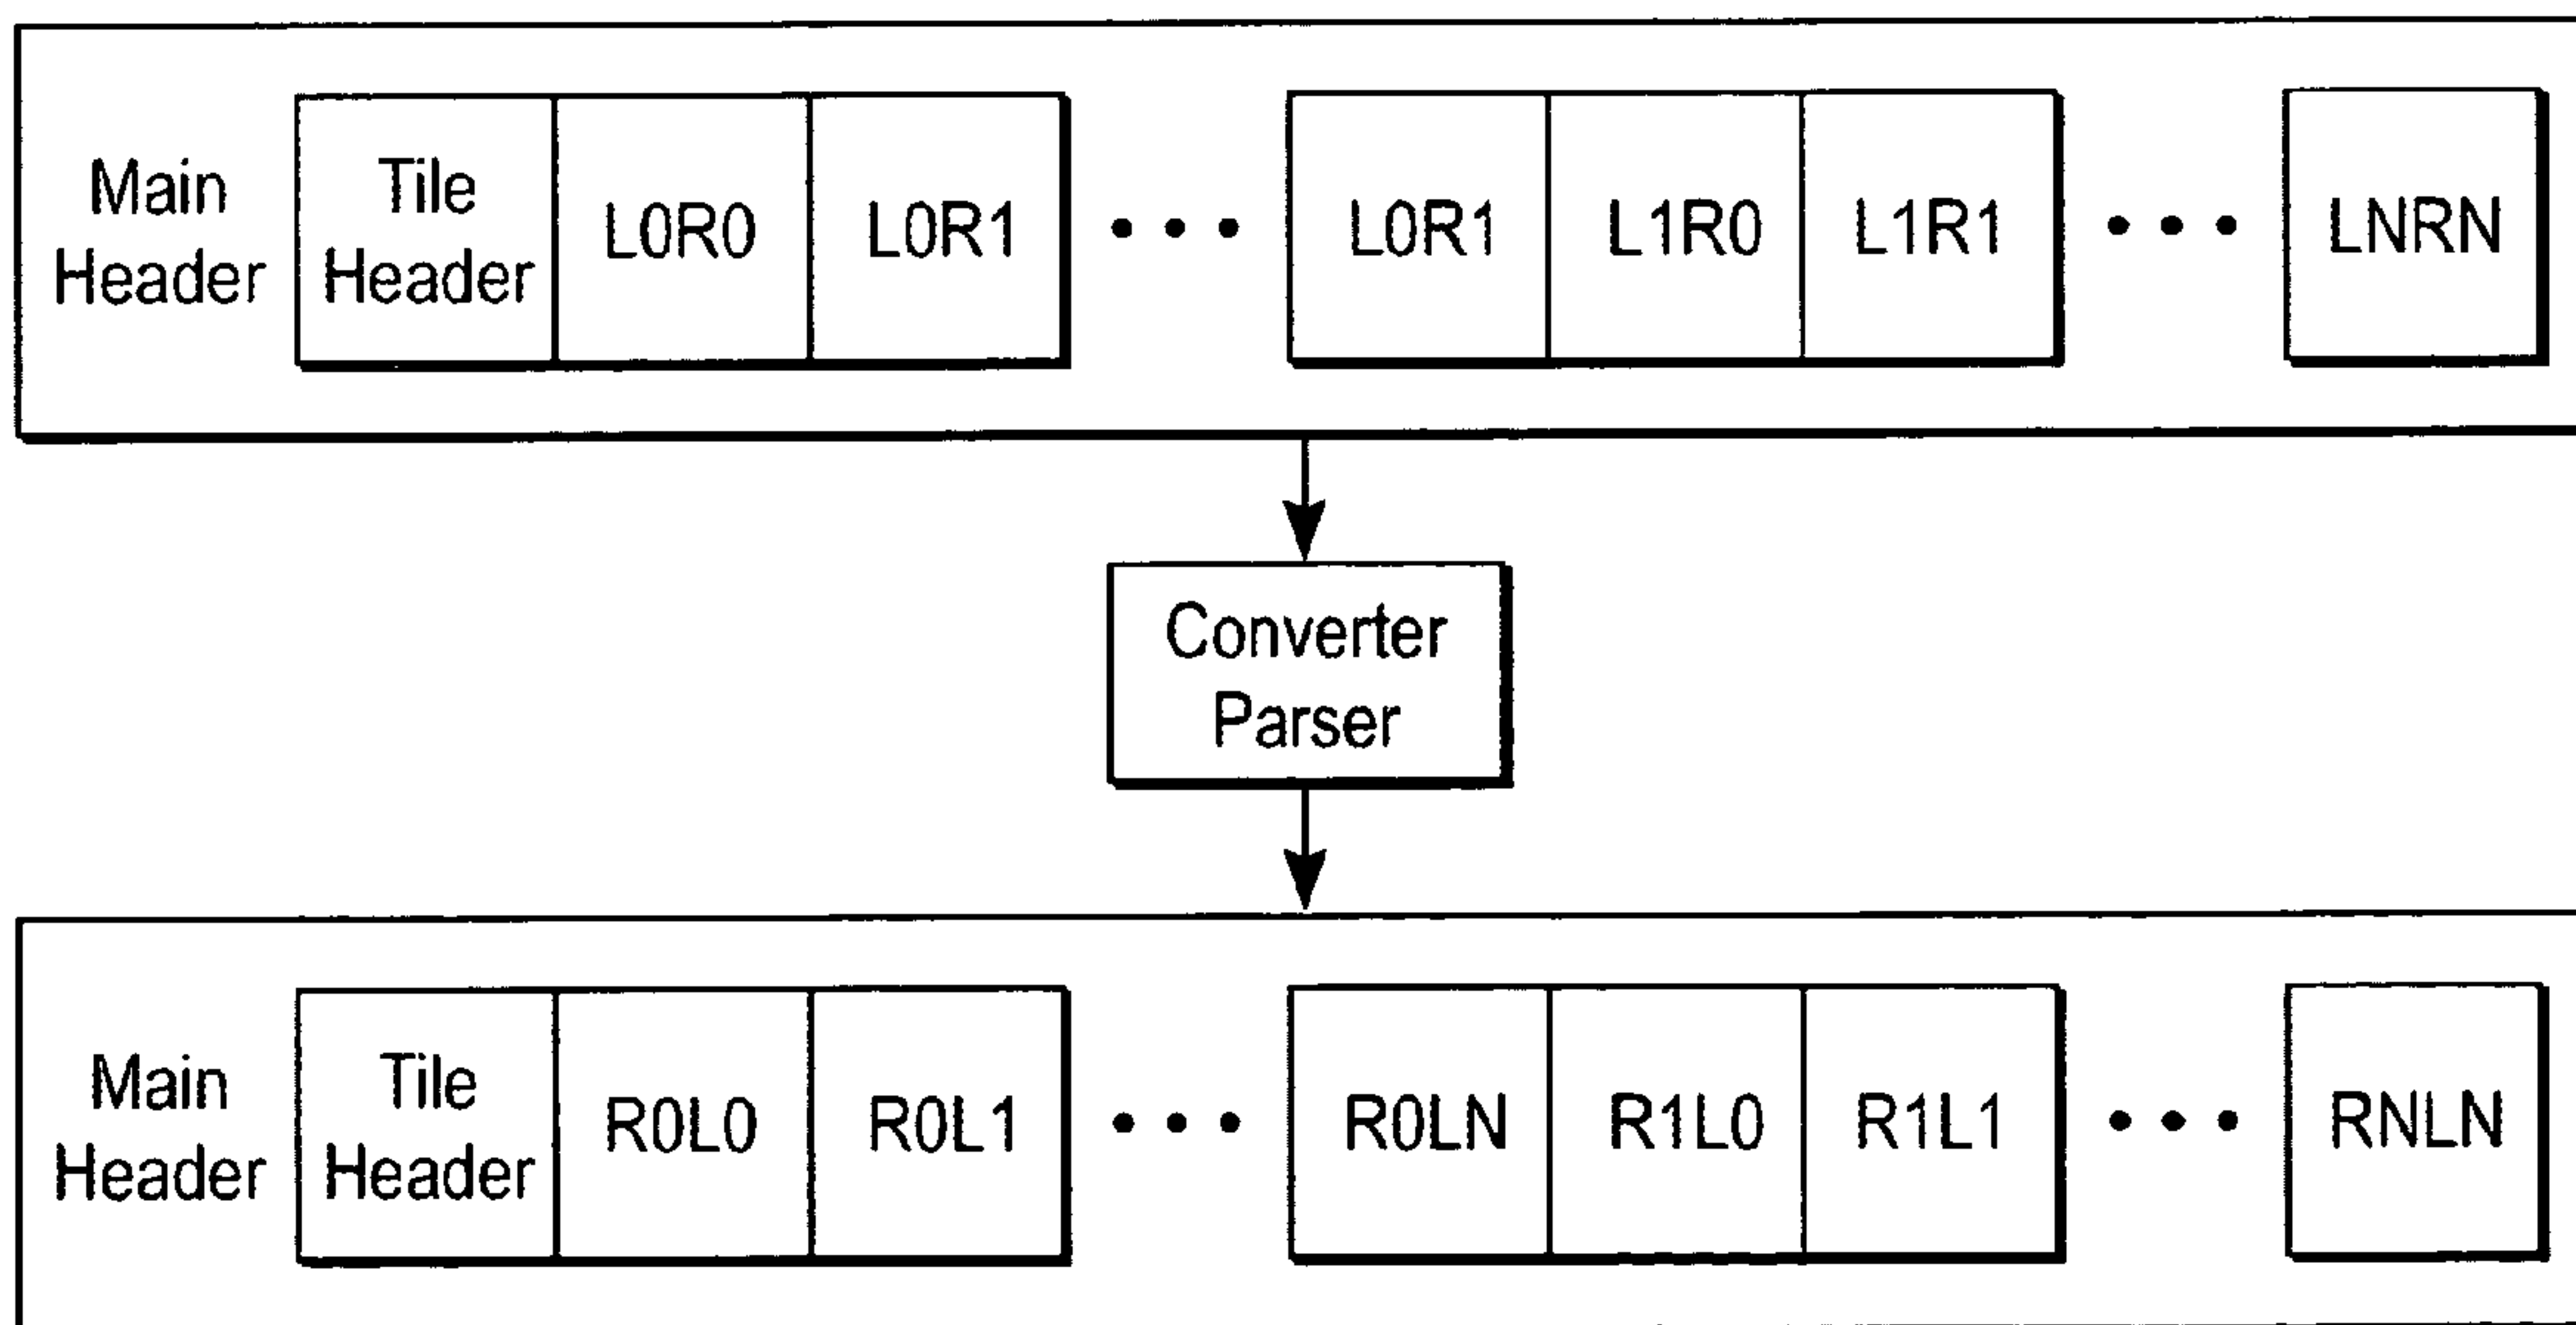 Main
Header
Tile
Header
L0R0
L0R1
L0R1
L1R0
L1R1
LNRN
Converter
Parser
Main
Header
Tile
Header
R0L0
R0L1
R0LN
R1L0
R1L1
RNLN